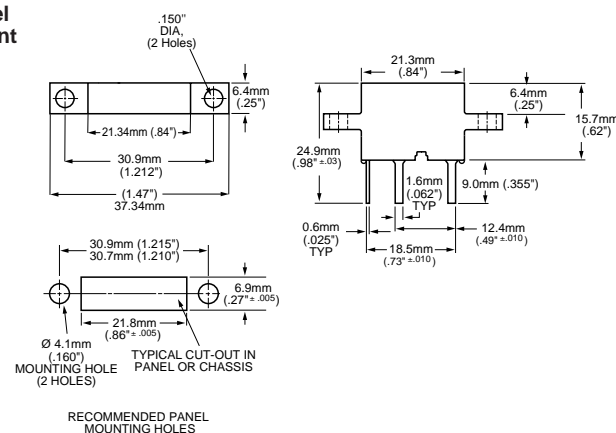 el
nt
.150"
DIA,
(2 Holes)
6.4mm
(.25")
21.34mm (.84")
30.9mm
(1.212")
(1.47")
37.34mm
21.3mm
(.84")
6.4mm
(.25")
15.7mm
(.62")
24.9mm
(.98" ±.03)
1.6mm
(.062")
TYP
9.0mm (.355")
0.6mm
(.025")
TYP
12.4mm
(.49" ±.010)
18.5mm
(.73" ±.010)
30.9mm (1.215")
30.7mm (1.210")
6.9mm
(.27" ± .005)
21.8mm
(.86" ± .005)
Ø 4.1mm
(.160")
MOUNTING HOLE
(2 HOLES)
TYPICAL CUT-OUT IN
PANEL OR CHASSIS
RECOMMENDED PANEL
MOUNTING HOLES